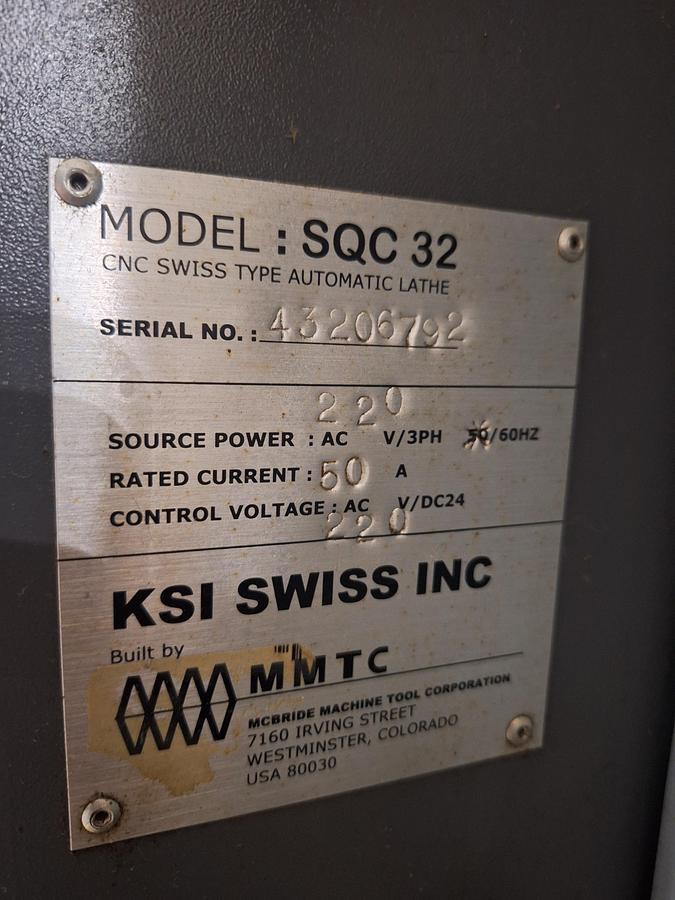 MODEL : SQC 32
CNC SWISS TYPE AUTOMATIC LATHE
SERIAL NO. : 43206792
SOURCE POWER : AC 220 V/3PH 50/60HZ
RATED CURRENT : 50 A
CONTROL VOLTAGE : AC 220 V/DC24
KSI SWISS INC
Built by
MMTC
MCBRIDE MACHINE TOOL CORPORATION
7160 IRVING STREET
WESTMINSTER, COLORADO
USA 80030